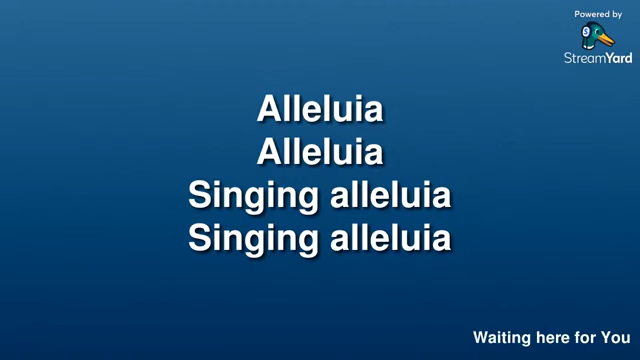 Powered by
StreamYard
Alleluia
Alleluia
Singing alleluia
Singing alleluia
Waiting here for You